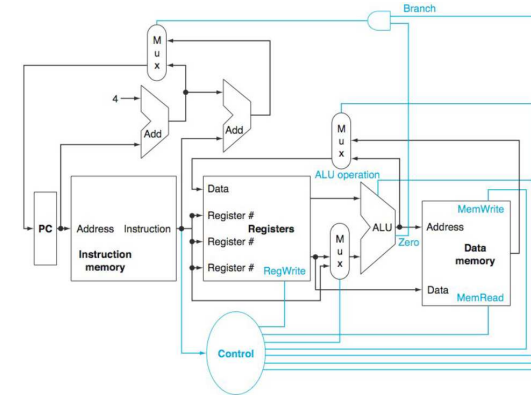 Branch
M
u
x
4
Add
Add
M
u
x
ALU operation
Data
Register #
Register #
Registers
Register #
RegWrite
PC
Address
Instruction
Instruction
memory
M
u
x
ALU
Zero
MemWrite
Address
Data
memory
Data
MemRead
Control